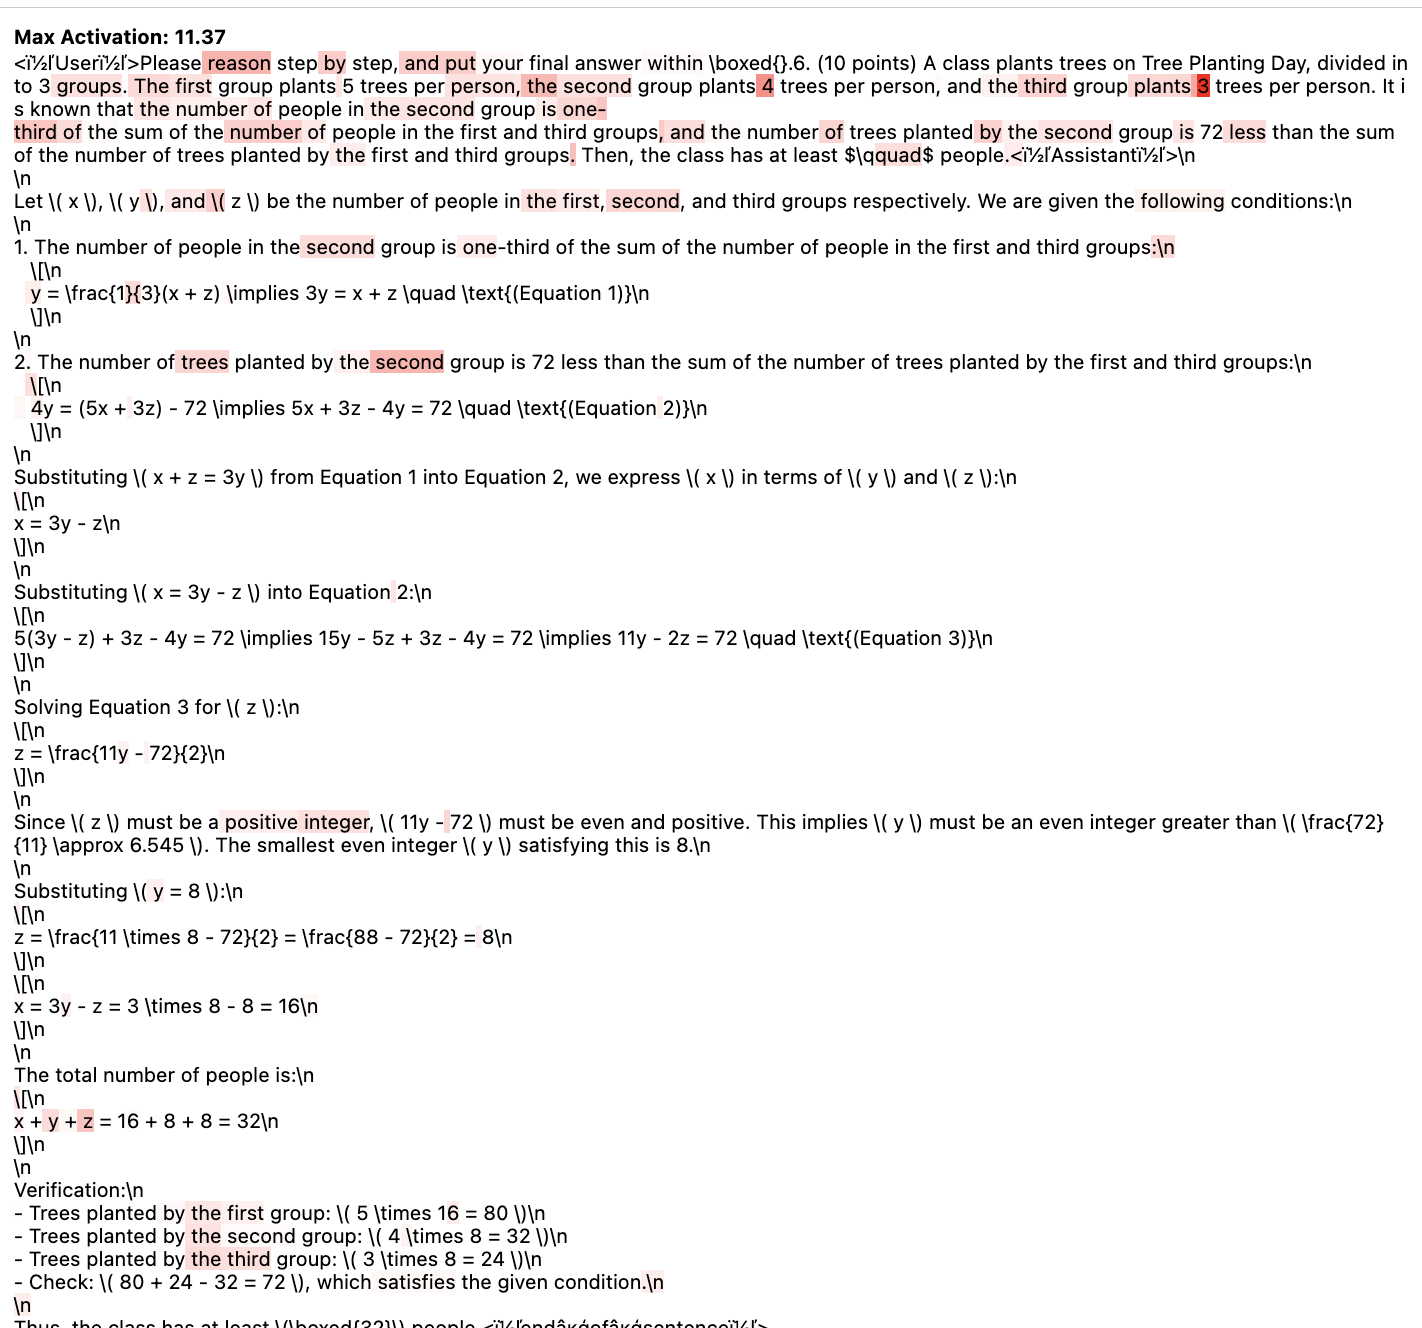 Max Activation: 11.37
<ï½ľUserï½ľ>Please reason step by step, and put your final answer within \boxed{}.6. (10 points) A class plants trees on Tree Planting Day, divided in
to 3 groups. The first group plants 5 trees per person, the second group plants 4 trees per person, and the third group plants 3 trees per person. It i
s known that the number of people in the second group is one-
third of the sum of the number of people in the first and third groups, and the number of trees planted by the second group is 72 less than the sum
of the number of trees planted by the first and third groups. Then, the class has at least $\qquad$ people.<ï½ľAssistantï½ľ>\n
\n
Let \( x \), \( y \), and \( z \) be the number of people in the first, second, and third groups respectively. We are given the following conditions:\n
\n
1. The number of people in the second group is one-third of the sum of the number of people in the first and third groups:\n
\[\n
y = \frac{1}{3}(x + z) \implies 3y = x + z \quad \text{(Equation 1)}\n
\]\n
\n
2. The number of trees planted by the second group is 72 less than the sum of the number of trees planted by the first and third groups:\n
\[\n
4y = (5x + 3z) - 72 \implies 5x + 3z - 4y = 72 \quad \text{(Equation 2)}\n
\]\n
\n
Substituting \( x + z = 3y \) from Equation 1 into Equation 2, we express \( x \) in terms of \( y \) and \( z \):\n
\[\n
x = 3y - z\n
\]\n
\n
Substituting \( x = 3y - z \) into Equation 2:\n
\[\n
5(3y - z) + 3z - 4y = 72 \implies 15y - 5z + 3z - 4y = 72 \implies 11y - 2z = 72 \quad \text{(Equation 3)}\n
\]\n
\n
Solving Equation 3 for \( z \):\n
\[\n
z = \frac{11y - 72}{2}\n
\]\n
\n
Since \( z \) must be a positive integer, \( 11y - 72 \) must be even and positive. This implies \( y \) must be an even integer greater than \( \frac{72}
{11} \approx 6.545 \). The smallest even integer \( y \) satisfying this is 8.\n
\n
Substituting \( y = 8 \):\n
\[\n
z = \frac{11 \times 8 - 72}{2} = \frac{88 - 72}{2} = 8\n
\]\n
\[\n
x = 3y - z = 3 \times 8 - 8 = 16\n
\]\n
\n
The total number of people is:\n
\[\n
x + y + z = 16 + 8 + 8 = 32\n
\]\n
\n
Verification:\n
- Trees planted by the first group: \( 5 \times 16 = 80 \)\n
- Trees planted by the second group: \( 4 \times 8 = 32 \)\n
- Trees planted by the third group: \( 3 \times 8 = 24 \)\n
- Check: \( 80 + 24 - 32 = 72 \), which satisfies the given condition.\n
\n
Thus, the class has at least \(\boxed{32}\) people.<ï½ľendâĸģofâĸģsentenceï½ľ>